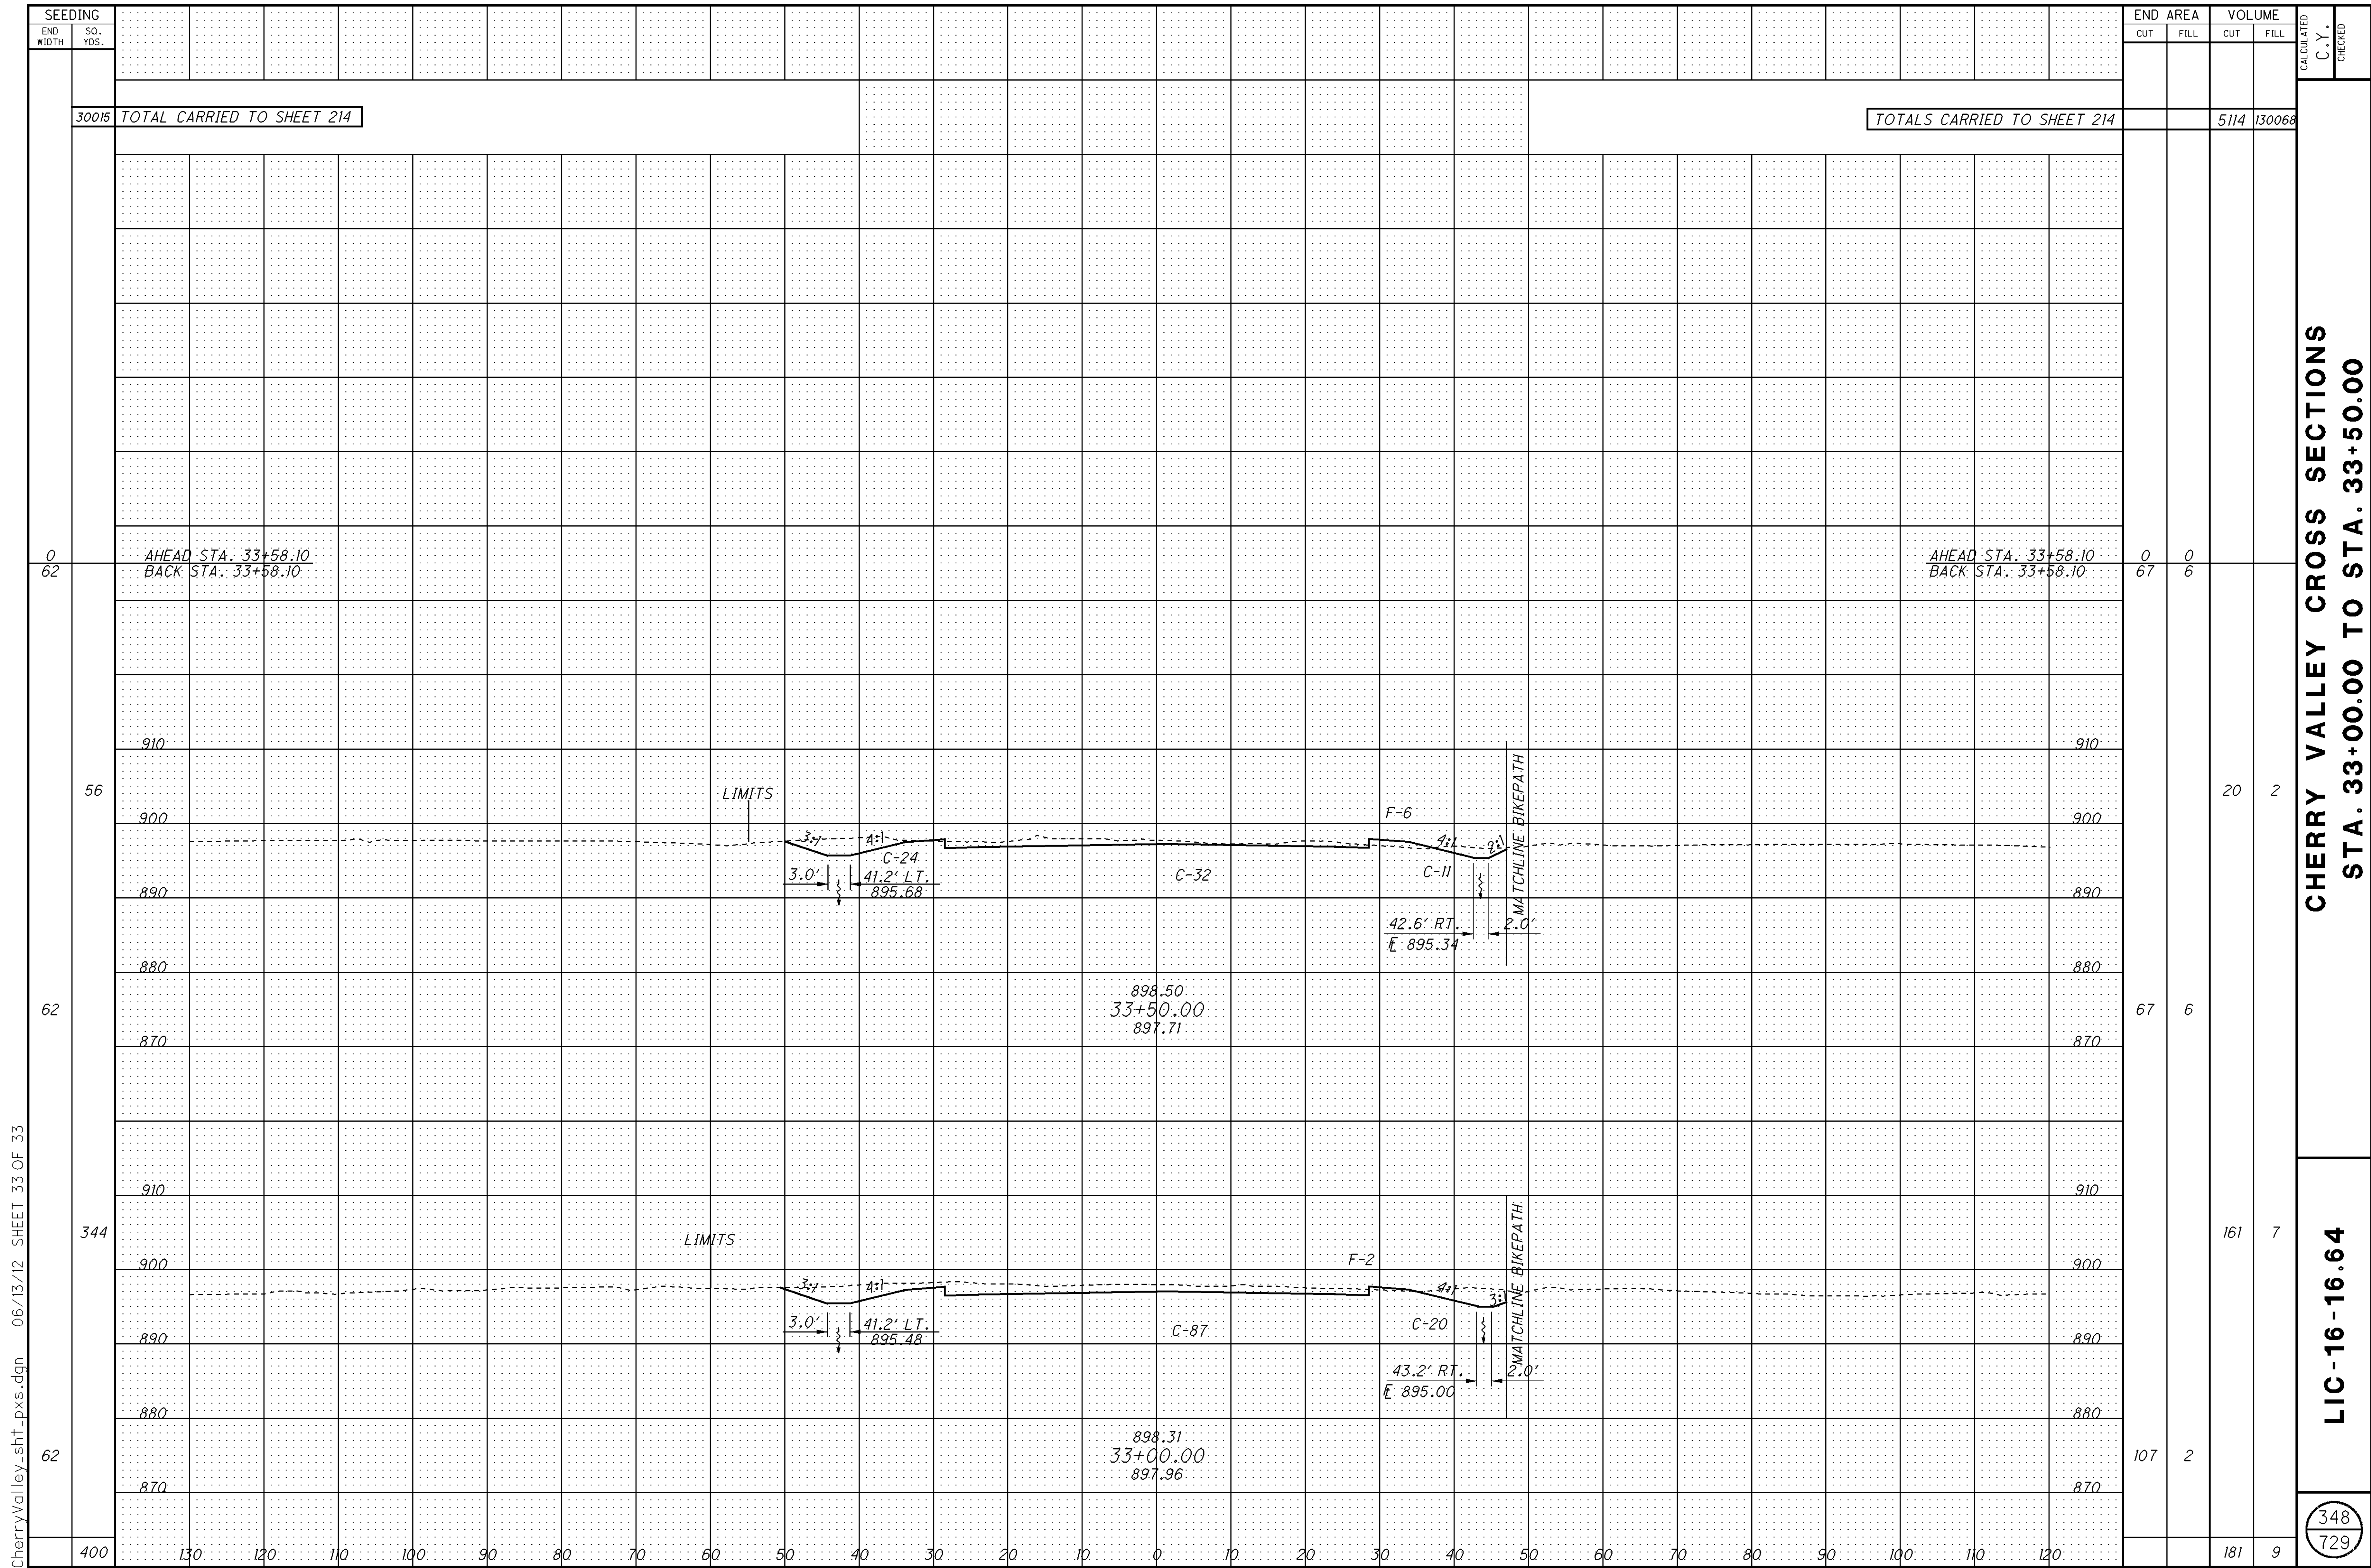 SEEDING
END WIDTH
SQ. YDS.
END AREA
VOLUME
CUT
FILL
CUT
FILL
CALCULATED
C.Y.
CHECKED
30015 TOTAL CARRIED TO SHEET 214
TOTALS CARRIED TO SHEET 214 5114 130068
0 AHEAD STA. 33+58.10
62 BACK STA. 33+58.10
AHEAD STA. 33+58.10 0 0
BACK STA. 33+58.10 67 6
910 910
56 20 2
LIMITS
F-6
MATCHLINE BIKEPATH
900 900
3:1 4:1 4:1 2:1
C-24
3.0' 41.2' LT.
895.68
C-32
C-11
890 890
42.6' RT. 2.0'
FL 895.34
880 880
898.50
62 33+50.00 67 6
897.71
870 870
910 910
344 161 7
LIMITS
F-2
MATCHLINE BIKEPATH
900 900
3:1 4:1 4:1 3:1
3.0' 41.2' LT.
895.48
C-87
C-20
890 890
43.2' RT. 2.0'
FL 895.00
880 880
898.31
62 33+00.00 107 2
897.96
870 870
400 130 120 110 100 90 80 70 60 50 40 30 20 10 0 10 20 30 40 50 60 70 80 90 100 110 120 181 9
CHERRY VALLEY CROSS SECTIONS
STA. 33+00.00 TO STA. 33+50.00
LIC-16-16.64
348
729
CherryValley_sht_pxs.dgn 06/13/12 SHEET 33 OF 33